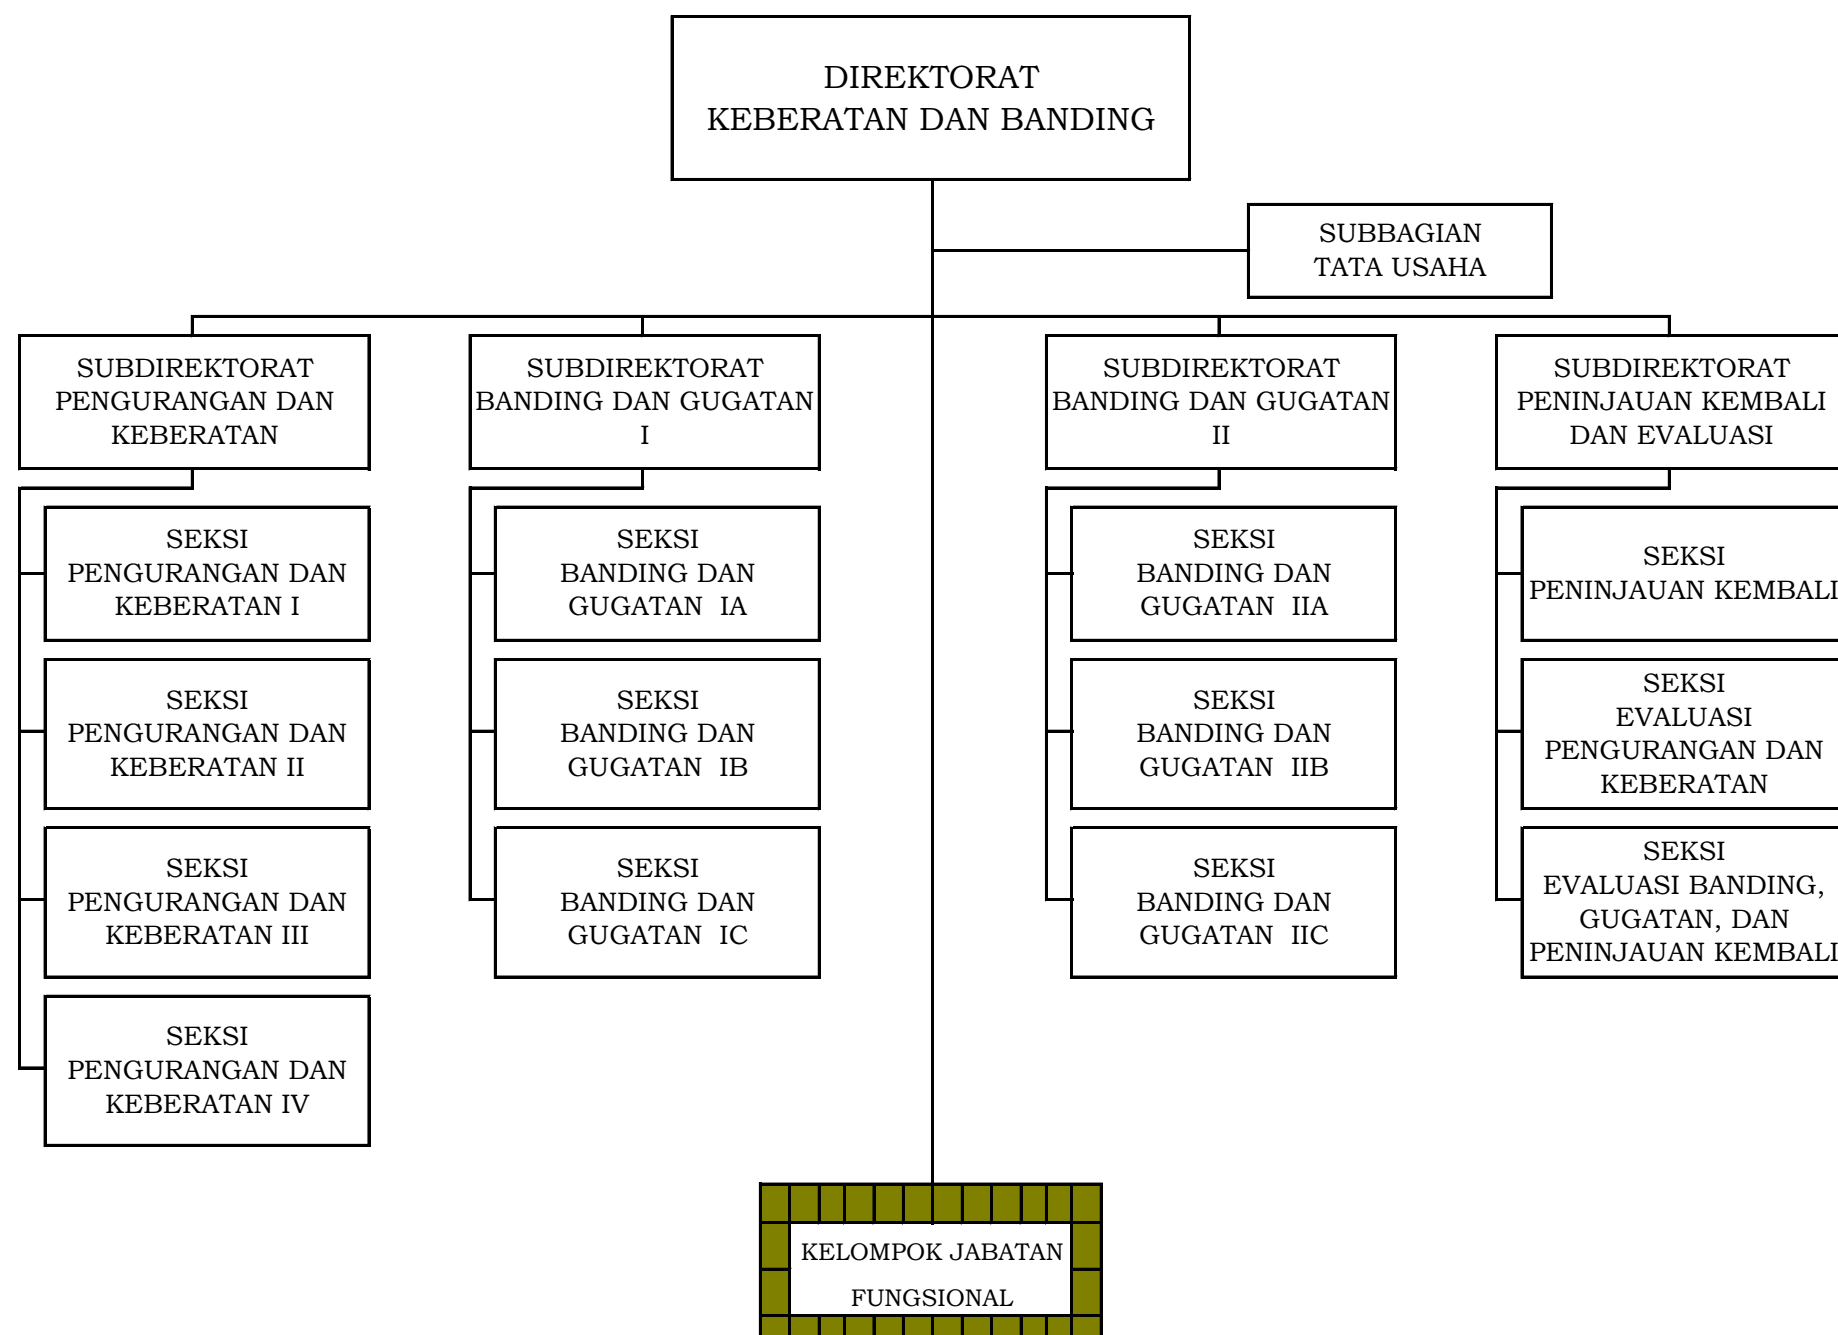 DIREKTORAT
KEBERATAN DAN BANDING
SUBBAGIAN
TATA USAHA
SUBDIREKTORAT
PENGURANGAN DAN
KEBERATAN
SUBDIREKTORAT
BANDING DAN GUGATAN
I
SUBDIREKTORAT
BANDING DAN GUGATAN
II
SUBDIREKTORAT
PENINJAUAN KEMBALI
DAN EVALUASI
SEKSI
PENGURANGAN DAN
KEBERATAN I
SEKSI
BANDING DAN
GUGATAN IA
SEKSI
BANDING DAN
GUGATAN IIA
SEKSI
PENINJAUAN KEMBALI
SEKSI
PENGURANGAN DAN
KEBERATAN II
SEKSI
BANDING DAN
GUGATAN IB
SEKSI
BANDING DAN
GUGATAN IIB
SEKSI
EVALUASI
PENGURANGAN DAN
KEBERATAN
SEKSI
PENGURANGAN DAN
KEBERATAN III
SEKSI
BANDING DAN
GUGATAN IC
SEKSI
BANDING DAN
GUGATAN IIC
SEKSI
EVALUASI BANDING,
GUGATAN, DAN
PENINJAUAN KEMBALI
SEKSI
PENGURANGAN DAN
KEBERATAN IV
KELOMPOK JABATAN
FUNGSIONAL